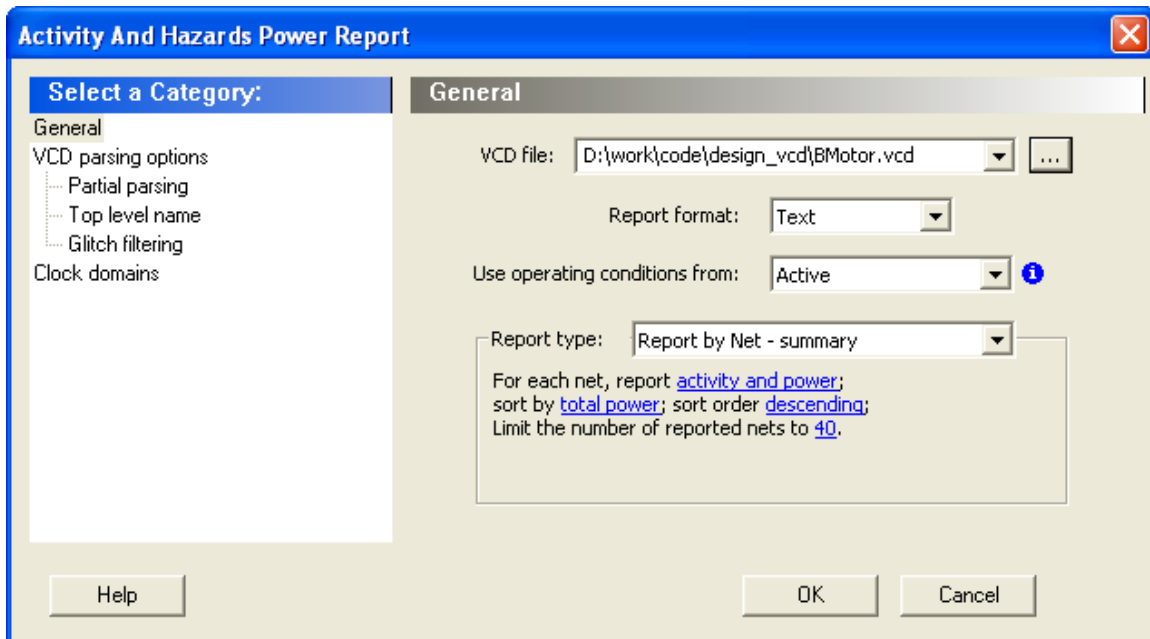 Activity And Hazards Power Report
Select a Category:
General
VCD parsing options
Partial parsing
Top level name
Glitch filtering
Clock domains
General
VCD file: D:\work\code\design_vcd\BMotor.vcd ...
Report format: Text
Use operating conditions from: Active
Report type: Report by Net - summary
For each net, report activity and power;
sort by total power; sort order descending;
Limit the number of reported nets to 40.
Help OK Cancel